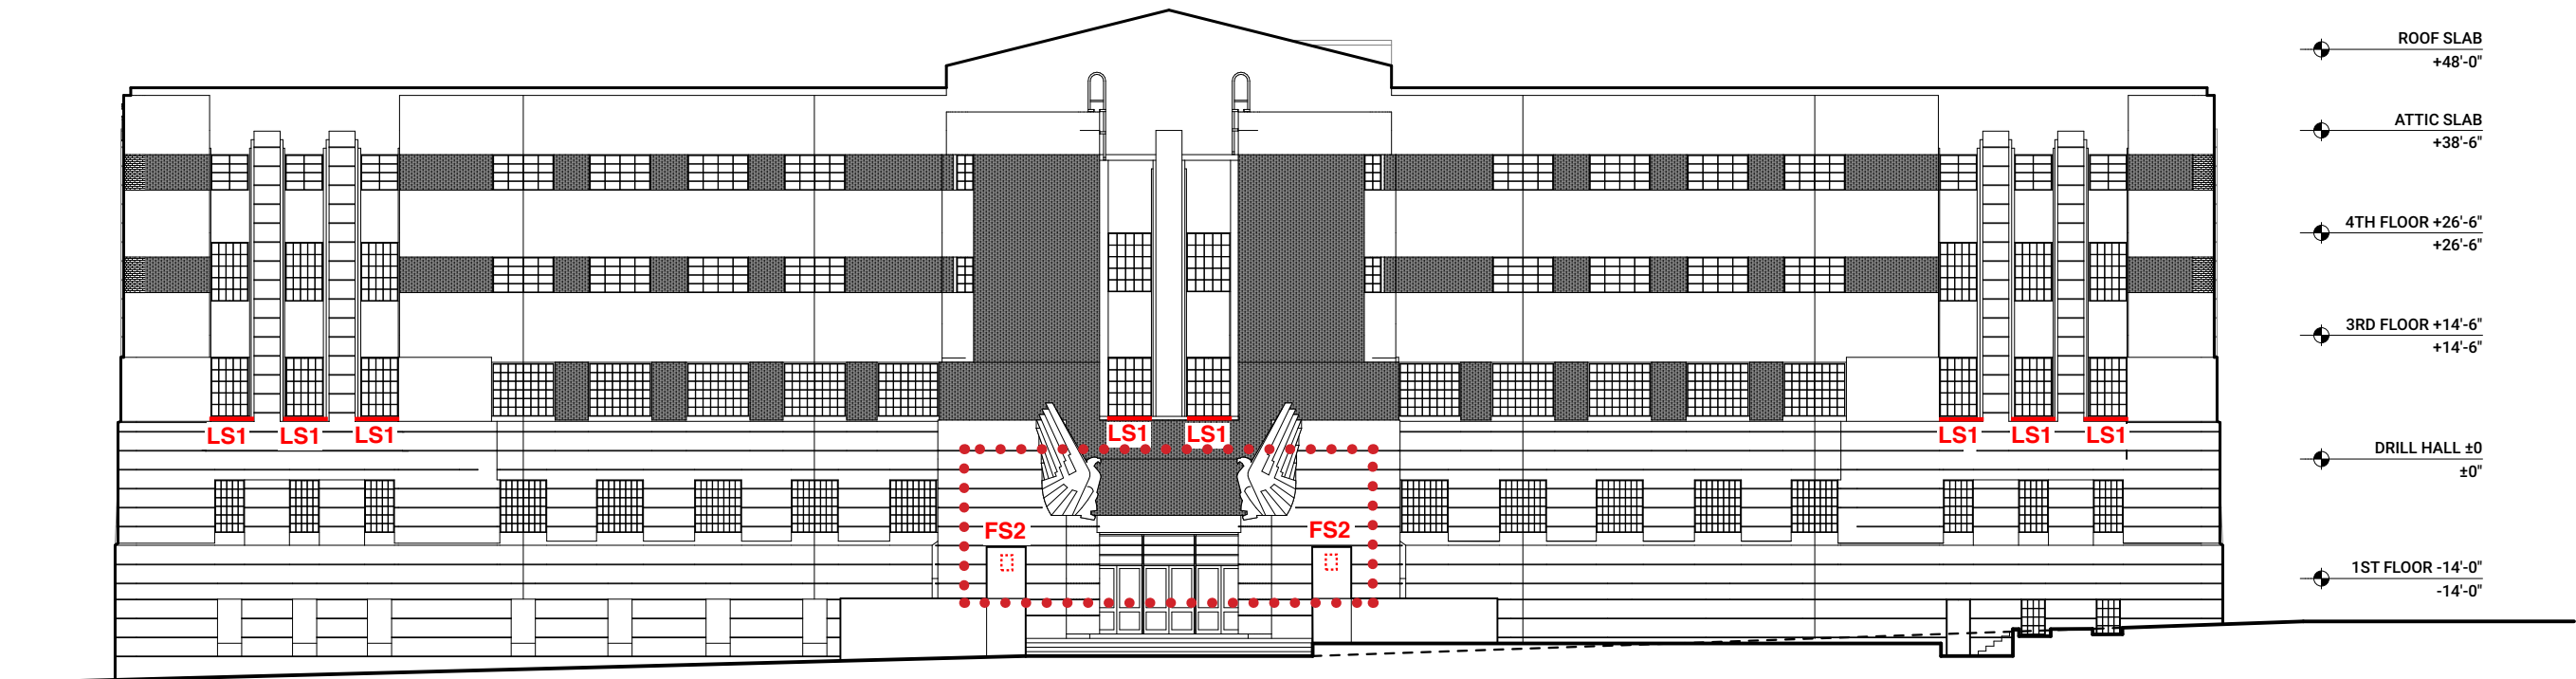 ROOF SLAB
+48'-0"
ATTIC SLAB
+38'-6"
4TH FLOOR +26'-6"
+26'-6"
3RD FLOOR +14'-6"
+14'-6"
LS1 LS1 LS1 LS1 LS1 LS1 LS1 LS1
DRILL HALL ±0
±0"
FS2 FS2
1ST FLOOR -14'-0"
-14'-0"